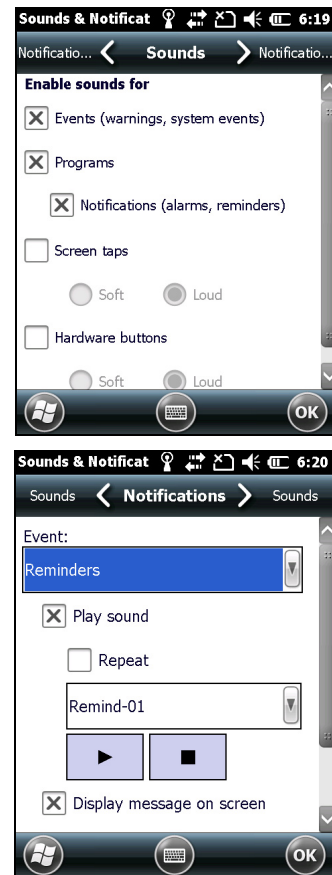 Sounds & Notificat 6:19
Notificatio... Sounds Notificatio...
Enable sounds for
Events (warnings, system events)
Programs
Notifications (alarms, reminders)
Screen taps
Soft Loud
Hardware buttons
Soft Loud
OK
Sounds & Notificat 6:20
Sounds Notifications Sounds
Event:
Reminders
Play sound
Repeat
Remind-01
Display message on screen
OK